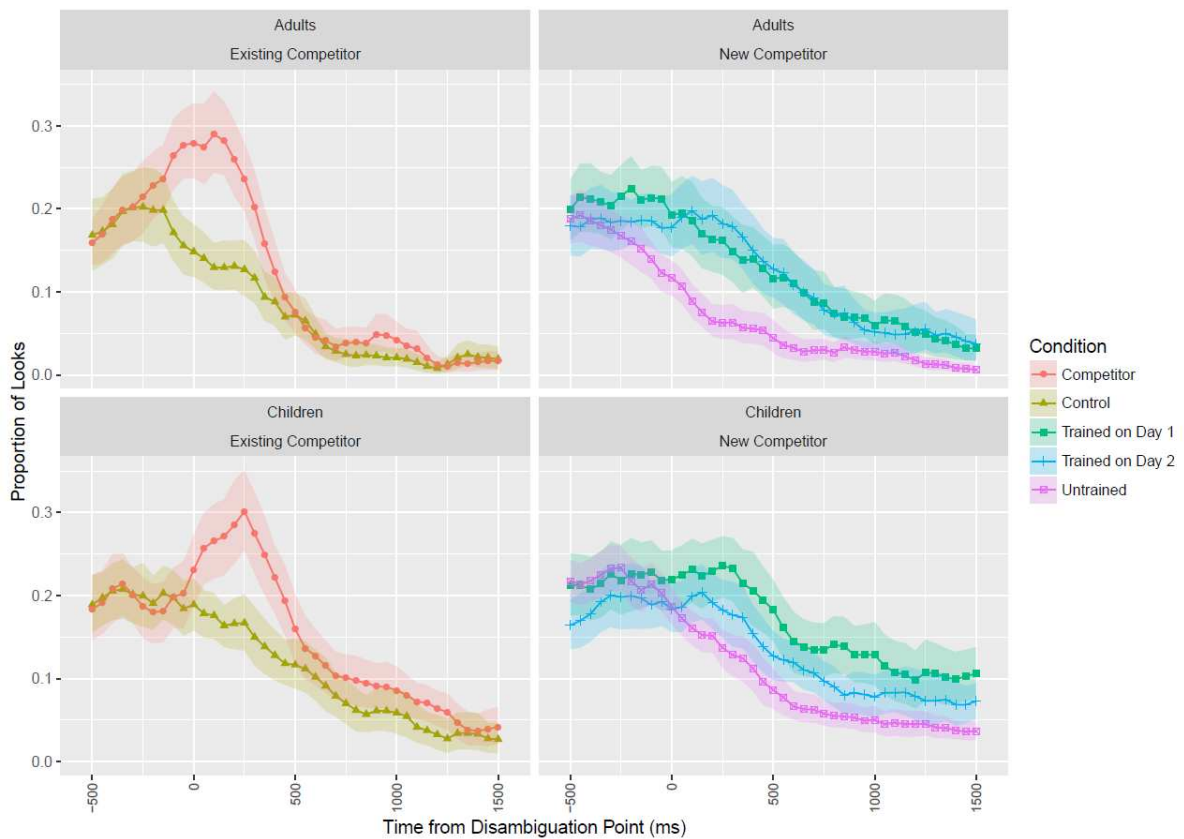 Adults
Existing Competitor
Adults
New Competitor
0.3
0.2
0.1
0.0
Children
Existing Competitor
Children
New Competitor
0.3
0.2
0.1
0.0
Proportion of Looks
−500
0
500
1000
1500
−500
0
500
1000
1500
Time from Disambiguation Point (ms)
Condition
Competitor
Control
Trained on Day 1
Trained on Day 2
Untrained